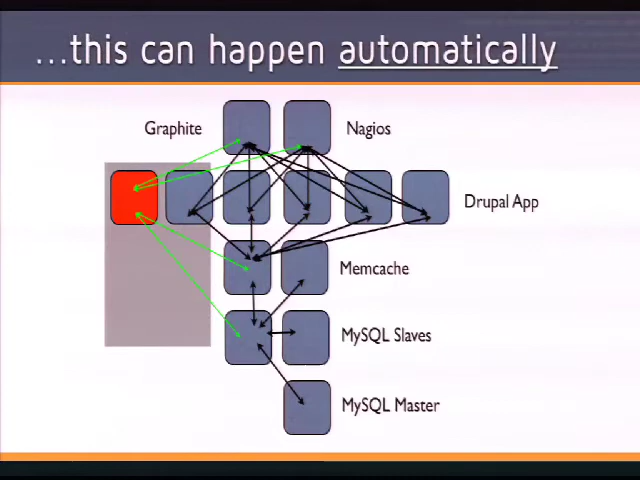 ...this can happen automatically
Graphite
Nagios
Drupal App
Memcache
MySQL Slaves
MySQL Master